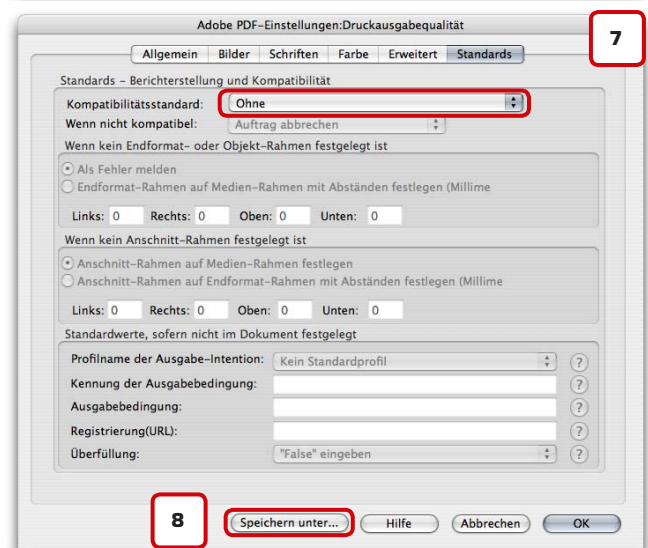 Adobe PDF-Einstellungen:Druckausgabequalität
7
Allgemein Bilder Schriften Farbe Erweitert Standards
Standards – Berichterstellung und Kompatibilität
Kompatibilitätsstandard: Ohne
Wenn nicht kompatibel: Auftrag abbrechen
Wenn kein Endformat- oder Objekt-Rahmen festgelegt ist
Als Fehler melden
Endformat-Rahmen auf Medien-Rahmen mit Abständen festlegen (Millime
Links: 0 Rechts: 0 Oben: 0 Unten: 0
Wenn kein Anschnitt-Rahmen festgelegt ist
Anschnitt-Rahmen auf Medien-Rahmen festlegen
Anschnitt-Rahmen auf Endformat-Rahmen mit Abständen festlegen (Millime
Links: 0 Rechts: 0 Oben: 0 Unten: 0
Standardwerte, sofern nicht im Dokument festgelegt
Profilname der Ausgabe-Intention: Kein Standardprofil ?
Kennung der Ausgabebedingung: ?
Ausgabebedingung: ?
Registrierung(URL): ?
Überfüllung: "False" eingeben ?
8 Speichern unter... Hilfe Abbrechen OK